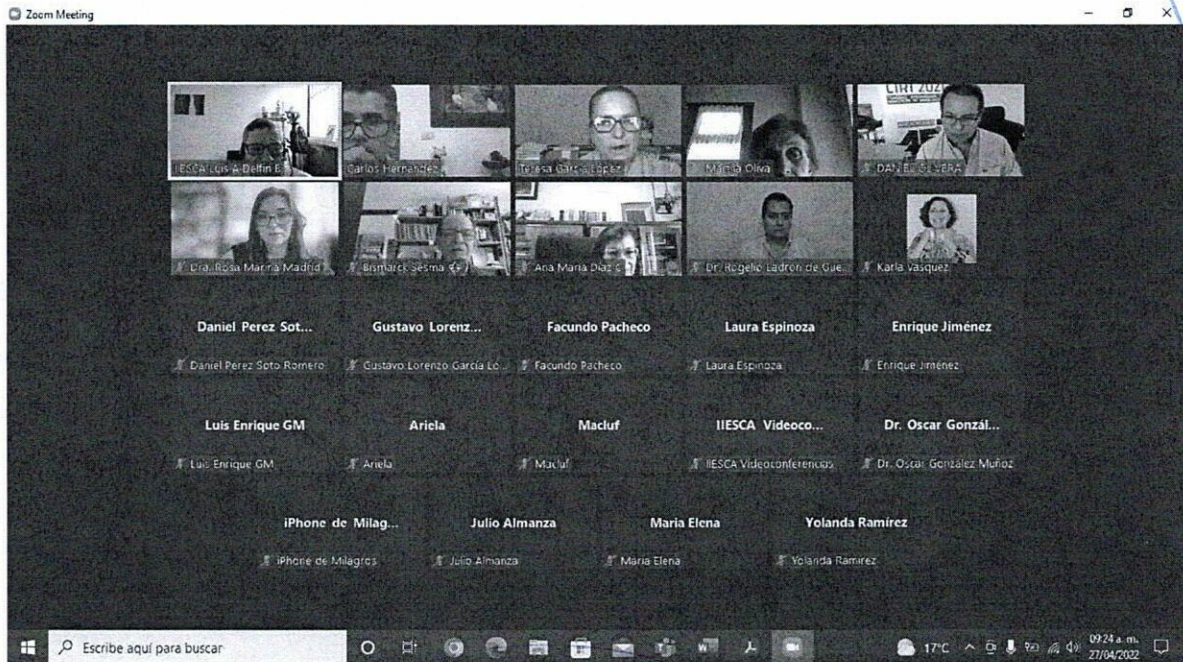 Zoom Meeting
IIESCA Luis A Delfín B
Carlos Hernandez
Teresa García López
Marcia Oliva
DANIEL OLVERA
Dra. Rosa Marina Madrid
Bismarck Sesma
Ana María Díaz C
Dr. Rogelio Ladrón de Gue...
Karla Vasquez
Daniel Perez Sot...
Gustavo Lorenz...
Facundo Pacheco
Laura Espinoza
Enrique Jiménez
Daniel Perez Soto Romero
Gustavo Lorenzo García Ló...
Facundo Pacheco
Laura Espinoza
Enrique Jiménez
Luis Enrique GM
Ariela
Macluf
IIESCA Videoco...
Dr. Oscar Gonzál...
Luis Enrique GM
Ariela
Macluf
IIESCA Videoconferencias
Dr. Oscar González Muñoz
iPhone de Milag...
Julio Almanza
Maria Elena
Yolanda Ramírez
iPhone de Milagros
Julio Almanza
Maria Elena
Yolanda Ramírez
Escribe aquí para buscar
17°C
09:24 a. m.
27/04/2022